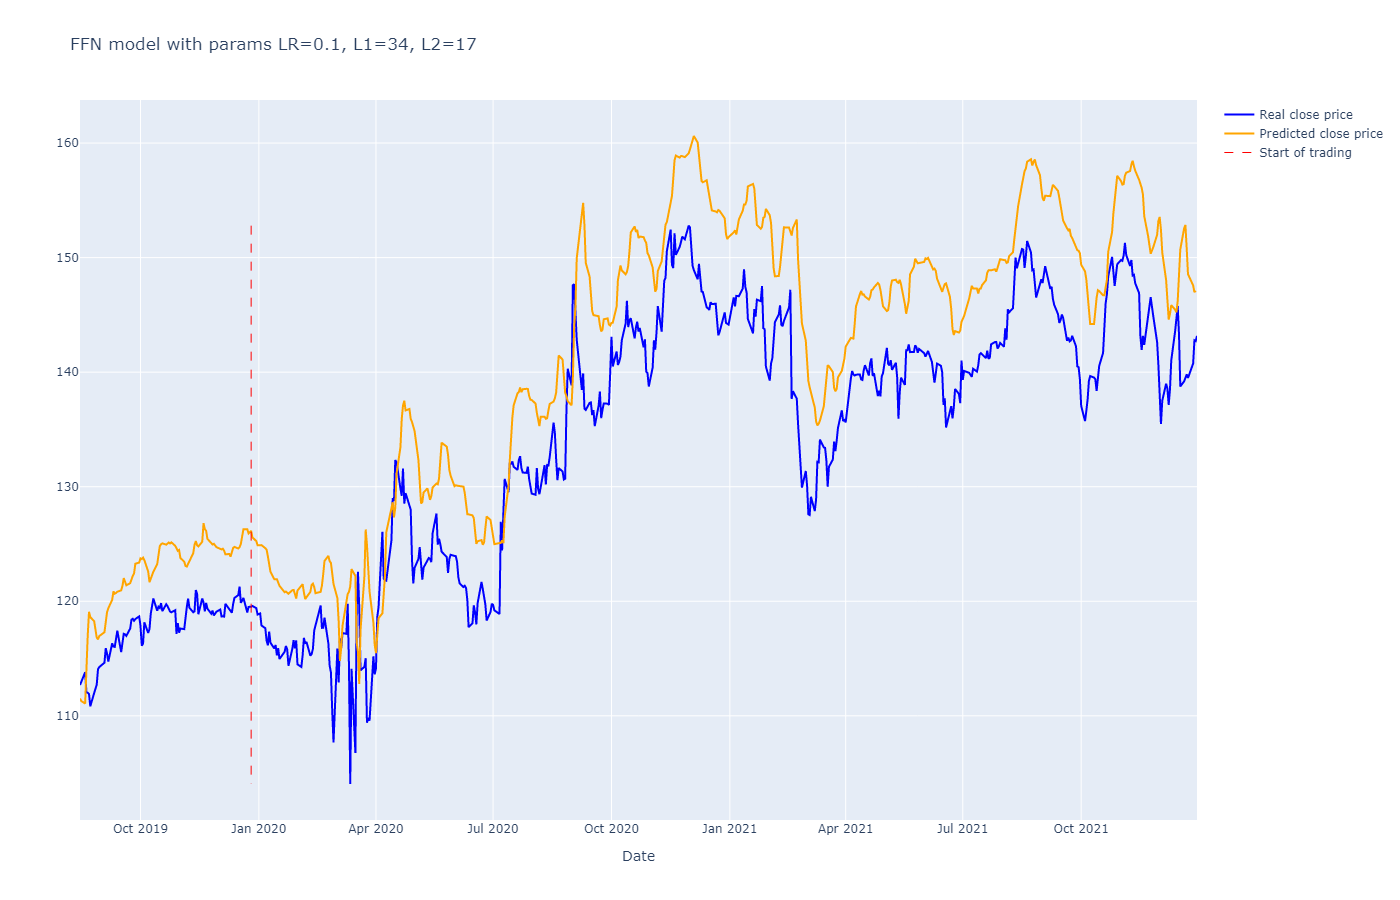 FFN model with params LR=0.1, L1=34, L2=17
Real close price
Predicted close price
Start of trading
160
150
140
130
120
110
Oct 2019
Jan 2020
Apr 2020
Jul 2020
Oct 2020
Jan 2021
Apr 2021
Jul 2021
Oct 2021
Date